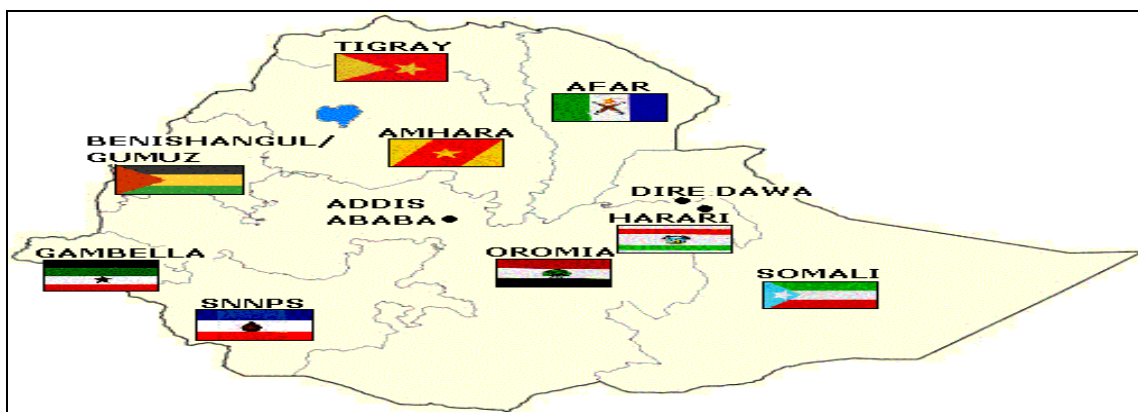 TIGRAY
AFAR
AMHARA
BENISHANGUL/
GUMUZ
DIRE DAWA
ADDIS
ABABA
HARARI
GAMBELLA
OROMIA
SOMALI
SNNPS